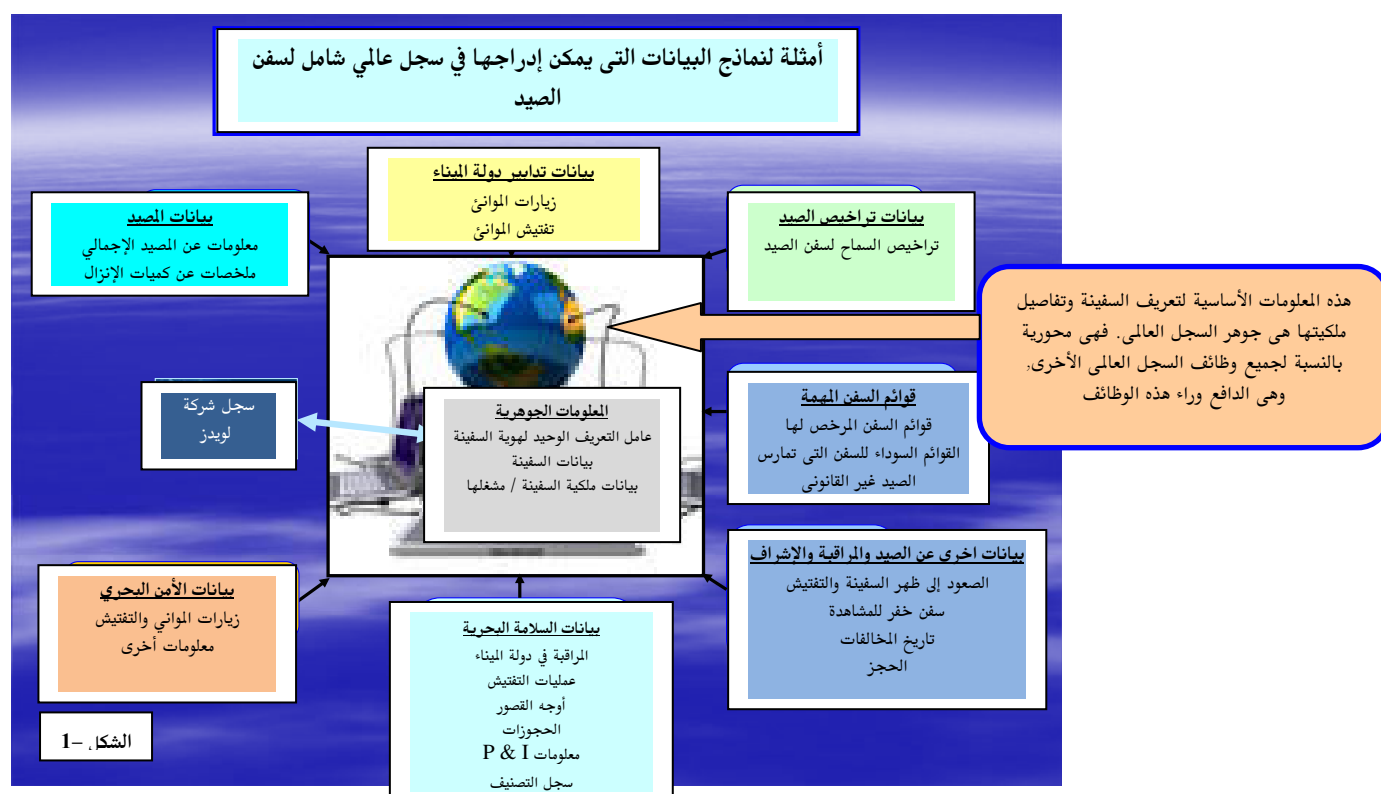 أمثلة لنماذج البيانات التى يمكن إدراجها في سجل عالمي شامل لسفن
الصيد
بيانات تدابير دولة الميناء
زيارات الموانئ
تفتيش الموانئ
بيانات تراخيص الصيد
تراخيص السماح لسفن الصيد
بيانات المصيد
معلومات عن المصيد الإجمالي
ملخصات عن كميات الإنزال
هذه المعلومات الأساسية لتعريف السفينة وتفاصيل
ملكيتها هى جوهر السجل العالمى. فهى محورية
بالنسبة لجميع وظائف السجل العالمى الأخرى,
وهى الدافع وراء هذه الوظائف
قوائم السفن المهمة
قوائم السفن المرخص لها
القوائم السوداء للسفن التى تمارس
الصيد غير القانونى
المعلومات الجوهرية
عامل التعريف الوحيد لهوية السفينة
بيانات السفينة
بيانات ملكية السفينة / مشغلها
سجل شركة
لويدز
بيانات اخرى عن الصيد والمراقبة والإشراف
الصعود إلى ظهر السفينة والتفتيش
سفن خفر للمشاهدة
تاريخ المخالفات
الحجز
بيانات السلامة البحرية
المراقبة في دولة الميناء
عمليات التفتيش
أوجه القصور
الحجوزات
معلومات P & I
سجل التصنيف
بيانات الأمن البحري
زيارات المواني والتفتيش
معلومات أخرى
الشكل –1